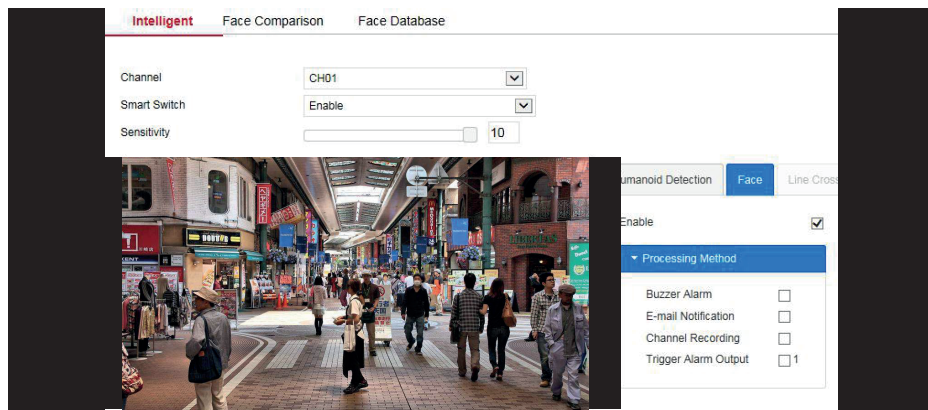 Intelligent Face Comparison Face Database
Channel CH01
Smart Switch Enable
Sensitivity 10
umanoid Detection Face Line Cross
Enable
Processing Method
Buzzer Alarm
E-mail Notification
Channel Recording
Trigger Alarm Output 1